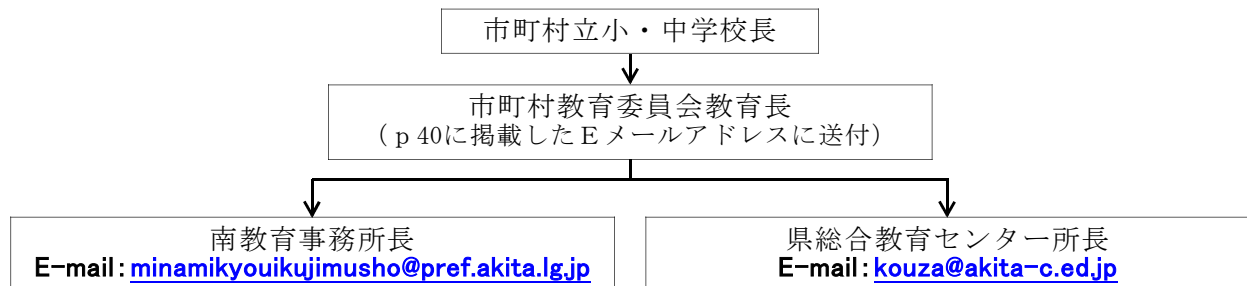 市町村立小・中学校長
市町村教育委員会教育長
（ｐ40に掲載したＥメールアドレスに送付）
南教育事務所長
E-mail：minamikyouikujimusho@pref.akita.lg.jp
県総合教育センター所長
E-mail：kouza@akita-c.ed.jp